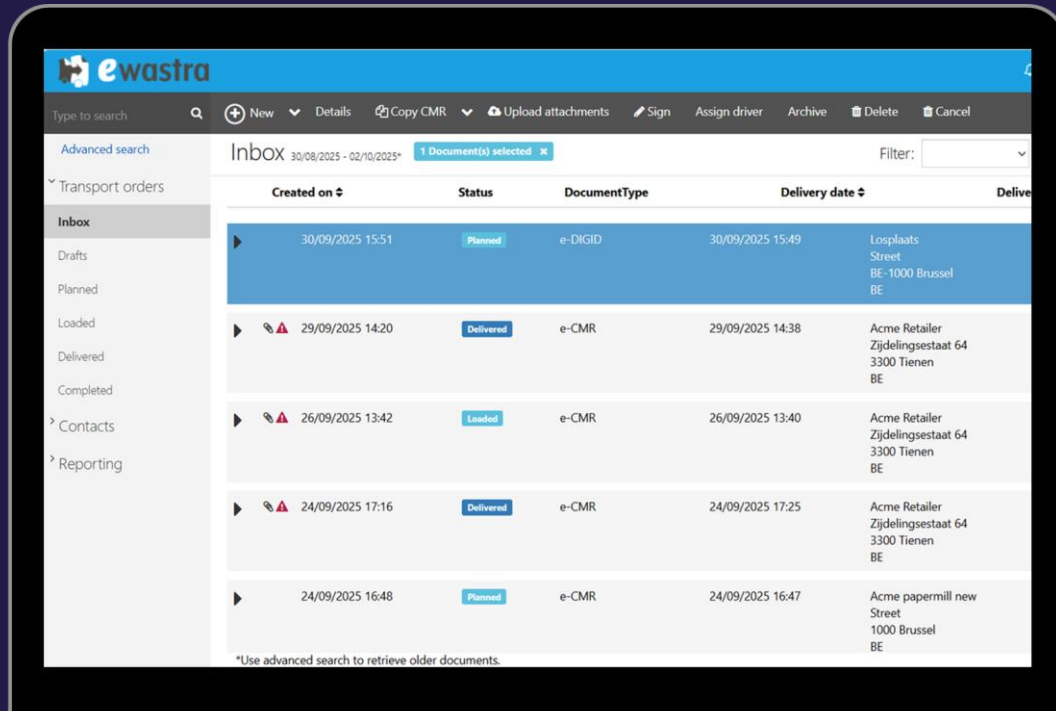 ewastra
Type to search
New Details Copy CMR Upload attachments Sign Assign driver Archive Delete Cancel
Advanced search
Transport orders
Inbox
Drafts
Planned
Loaded
Delivered
Completed
Contacts
Reporting
Inbox 30/08/2025 - 02/10/2025* 1 Document(s) selected × Filter:
Created on Status DocumentType Delivery date Delive
30/09/2025 15:51 Planned e-DIGID 30/09/2025 15:49 Losplaats
Street
BE-1000 Brussel
BE
29/09/2025 14:20 Delivered e-CMR 29/09/2025 14:38 Acme Retailer
Zijdelingsestaat 64
3300 Tienen
BE
26/09/2025 13:42 Loaded e-CMR 26/09/2025 13:40 Acme Retailer
Zijdelingsestaat 64
3300 Tienen
BE
24/09/2025 17:16 Delivered e-CMR 24/09/2025 17:25 Acme Retailer
Zijdelingsestaat 64
3300 Tienen
BE
24/09/2025 16:48 Planned e-CMR 24/09/2025 16:47 Acme papermill new
Street
1000 Brussel
BE
*Use advanced search to retrieve older documents.